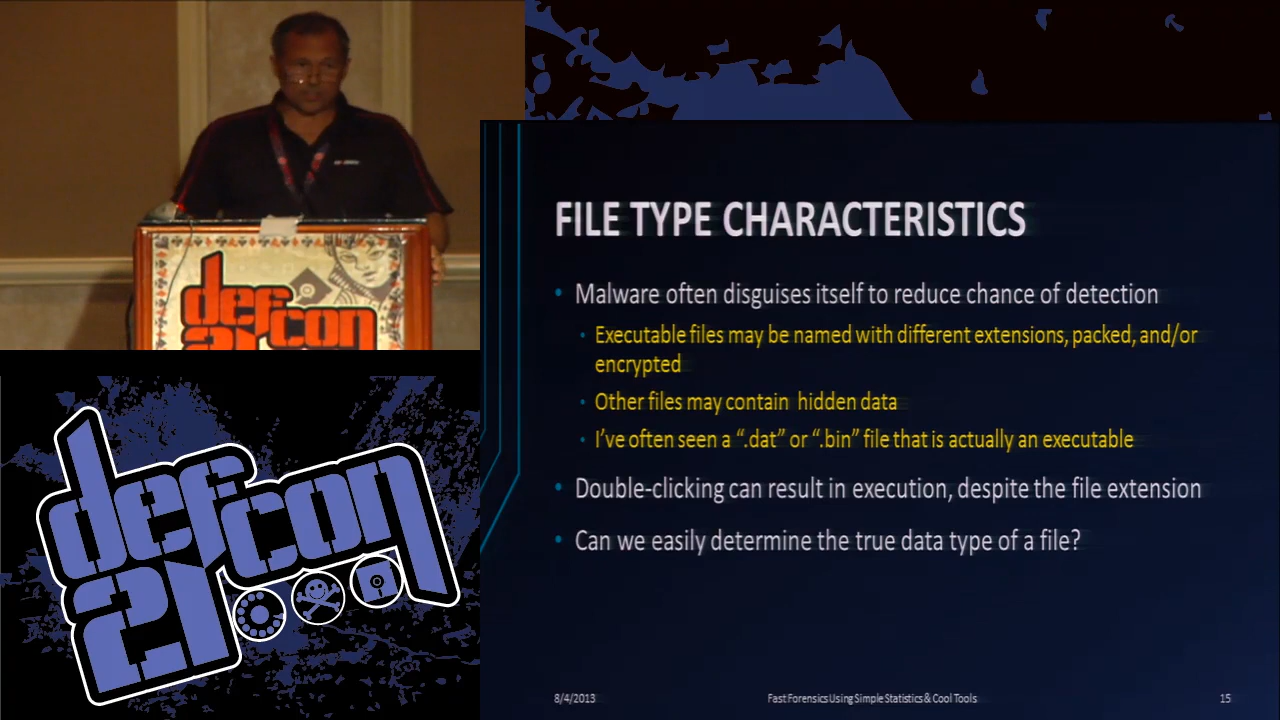 def
con
21
FILE TYPE CHARACTERISTICS
Malware often disguises itself to reduce chance of detection
Executable files may be named with different extensions, packed, and/or
encrypted
Other files may contain hidden data
I've often seen a “.dat” or “.bin” file that is actually an executable
Double-clicking can result in execution, despite the file extension
Can we easily determine the true data type of a file?
8/4/2013
Fast Forensics Using Simple Statistics & Cool Tools
15
defcon
21